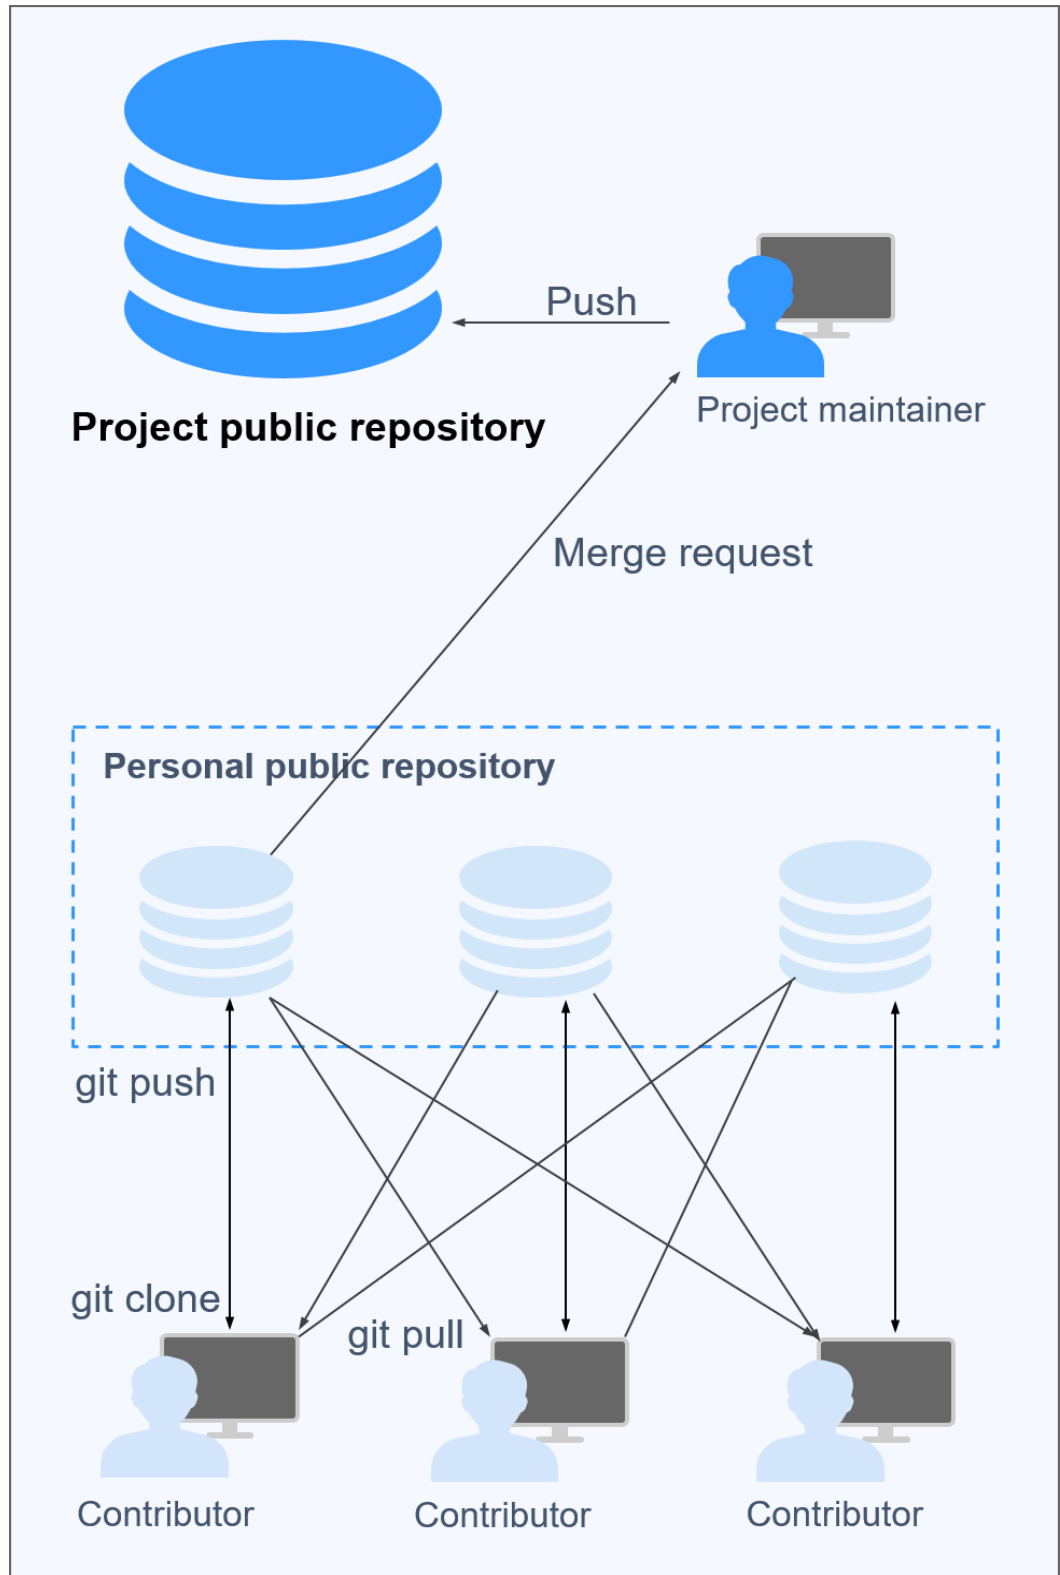 Push
Project maintainer
Project public repository
Merge request
Personal public repository
git push
git clone
git pull
Contributor
Contributor
Contributor